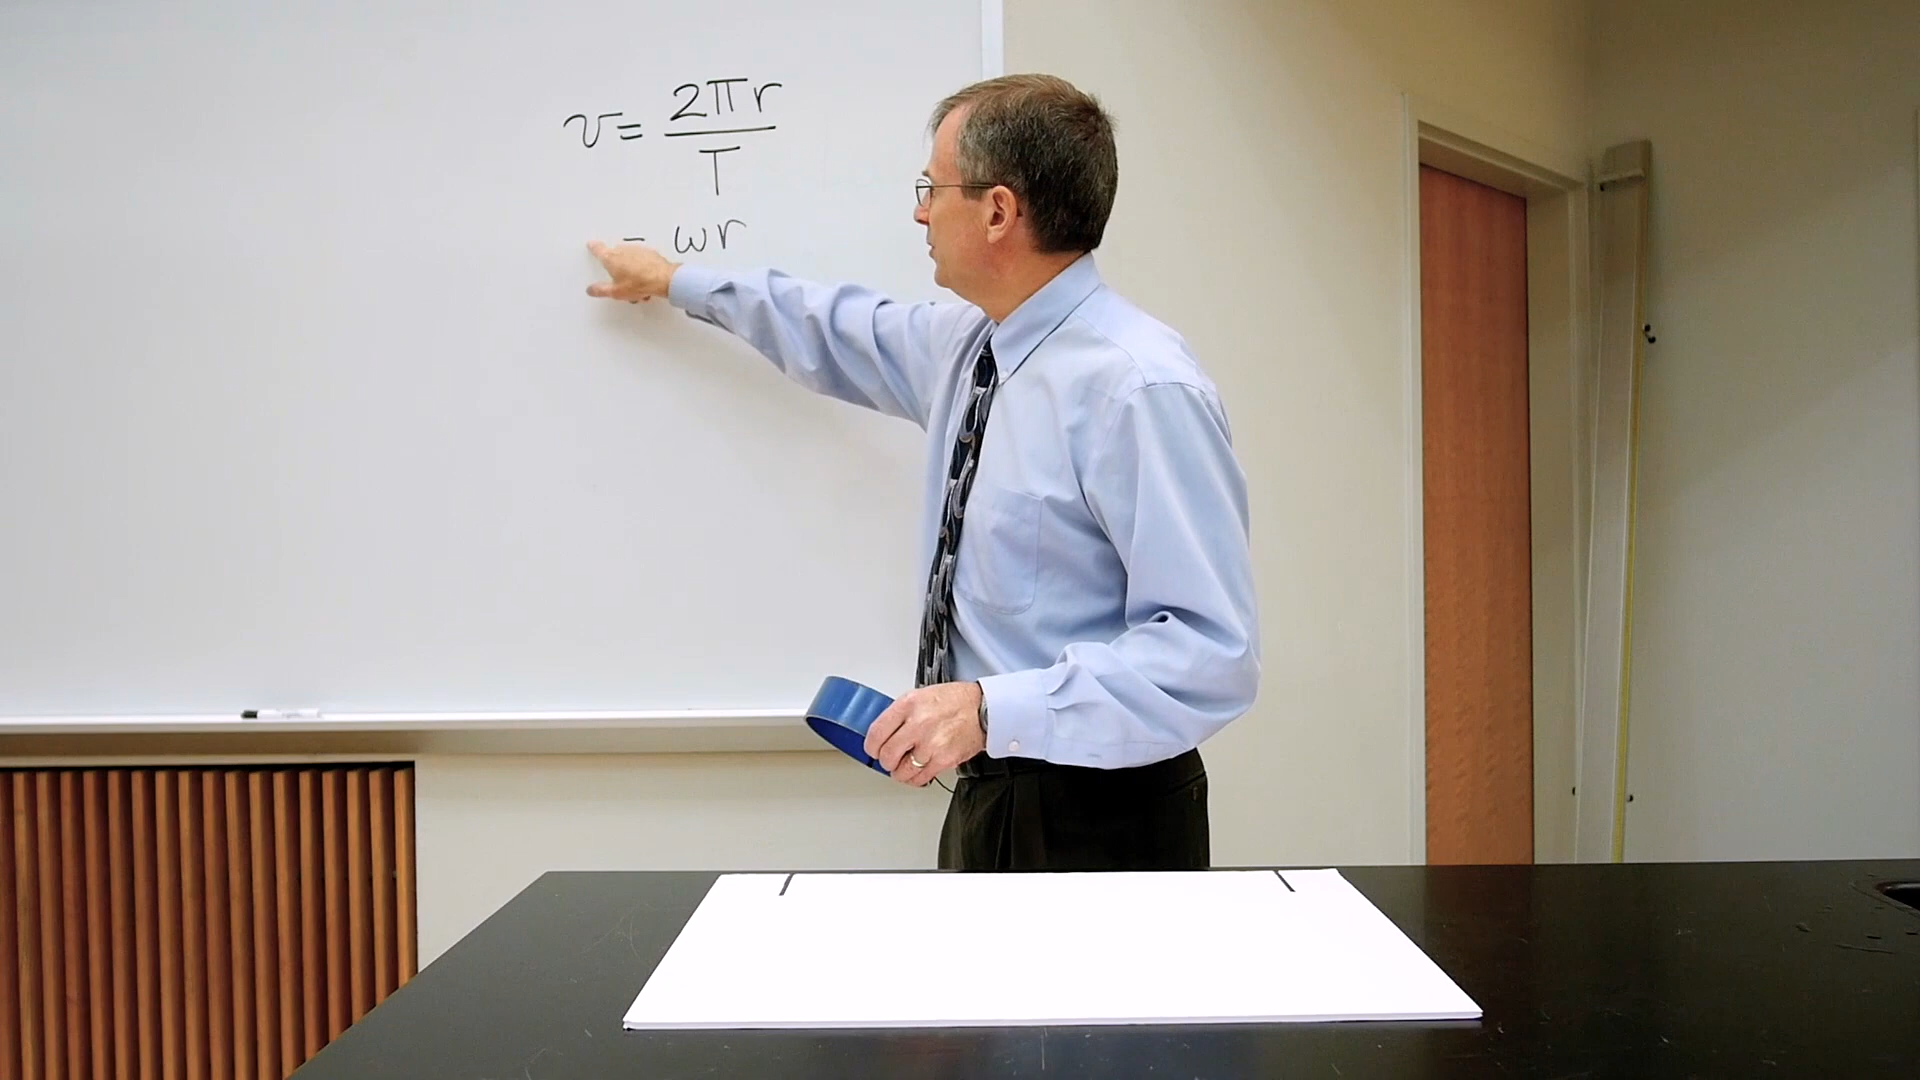 v = 2πr/T
= ωr